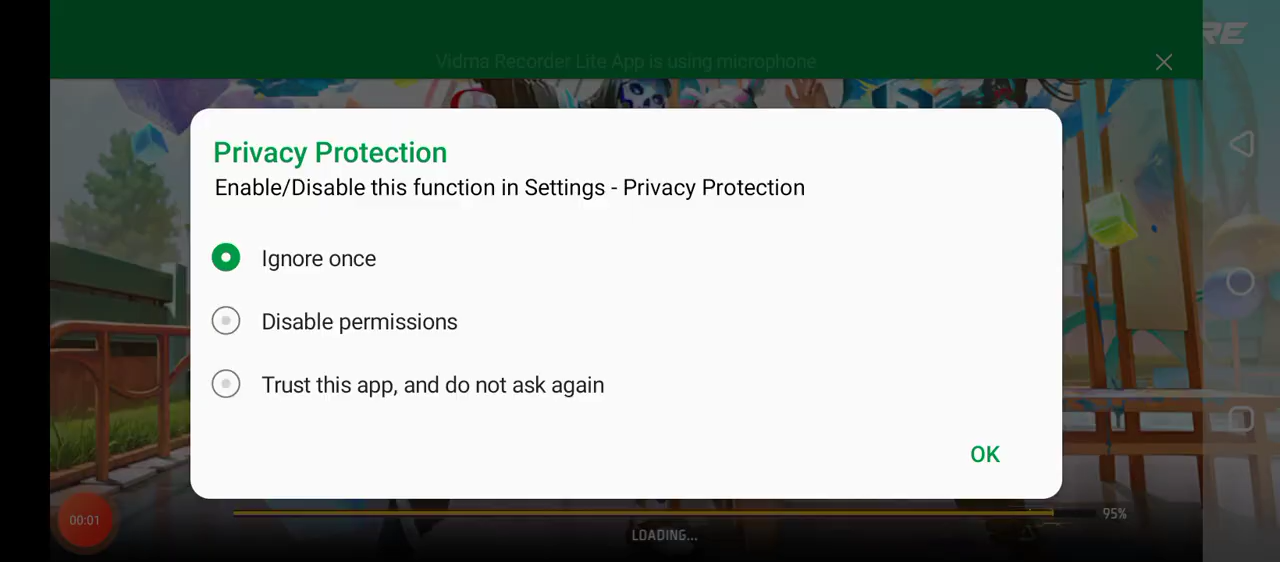 Vidma Recorder Lite App is using microphone
RE
Privacy Protection
Enable/Disable this function in Settings - Privacy Protection
Ignore once
Disable permissions
Trust this app, and do not ask again
OK
00:01
95%
LOADING...